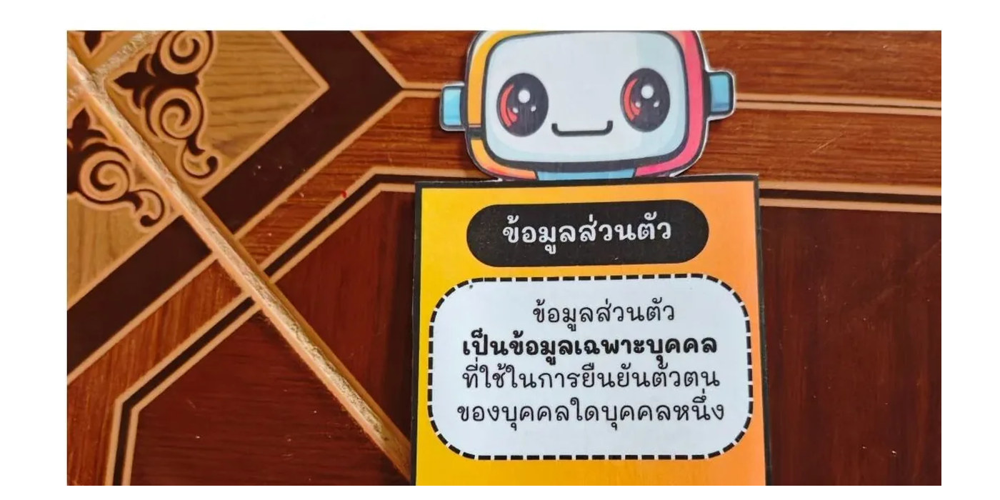 ข้อมูลส่วนตัว
ข้อมูลส่วนตัว
เป็นข้อมูลเฉพาะบุคคล
ที่ใช้ในการยืนยันตัวตน
ของบุคคลใดบุคคลหนึ่ง